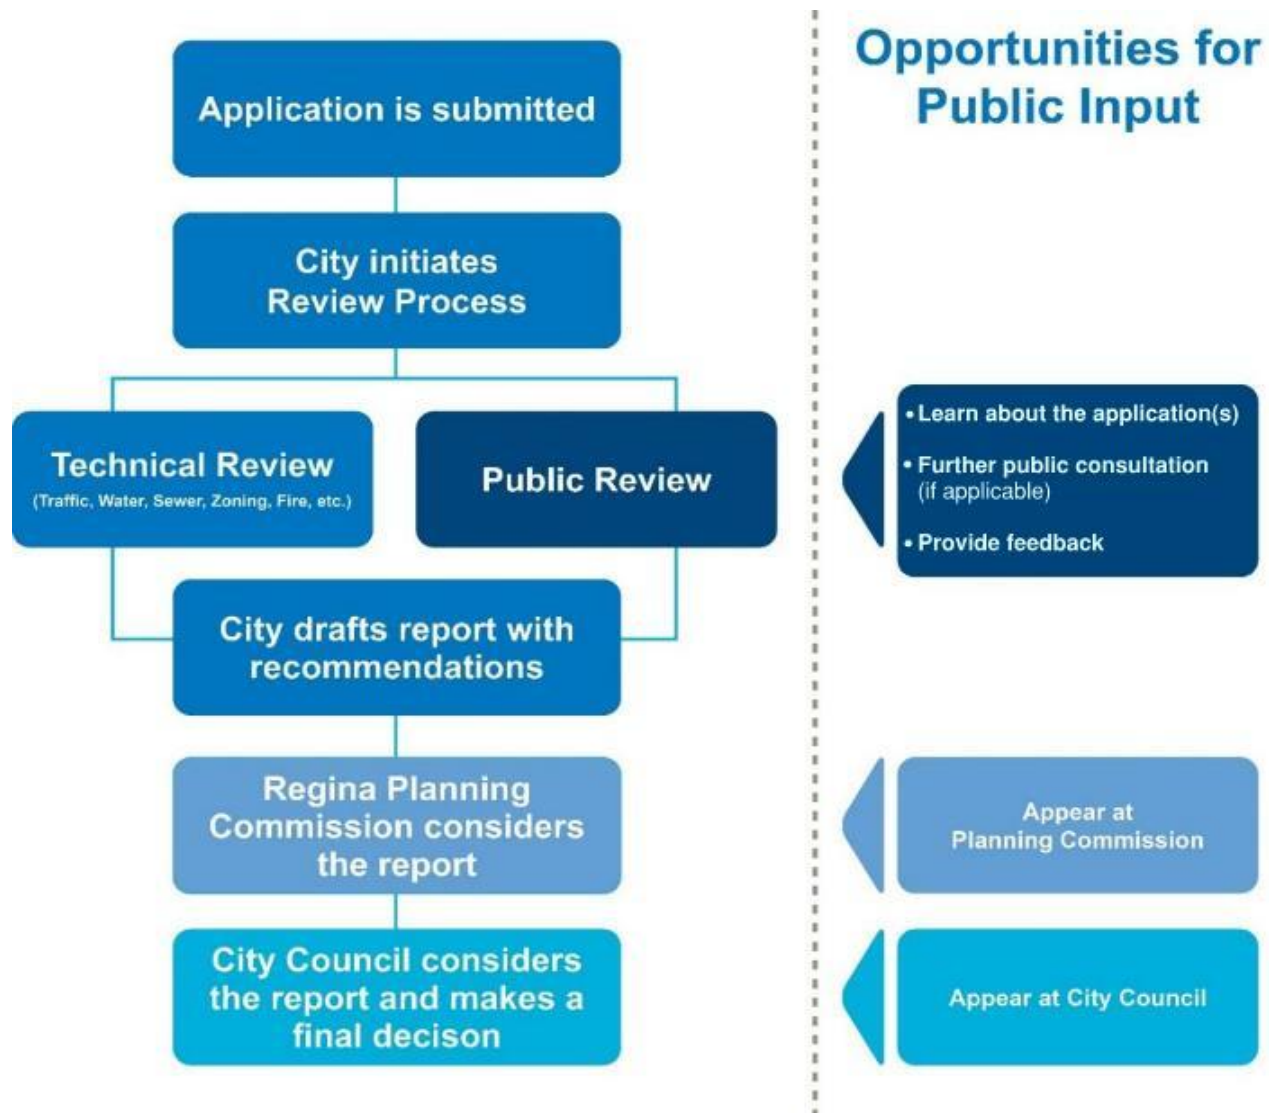 Opportunities for
Public Input
Application is submitted
City initiates
Review Process
Technical Review
(Traffic, Water, Sewer, Zoning, Fire, etc.)
Public Review
• Learn about the application(s)
• Further public consultation
(if applicable)
• Provide feedback
City drafts report with
recommendations
Regina Planning
Commission considers
the report
Appear at
Planning Commission
City Council considers
the report and makes a
final decison
Appear at City Council